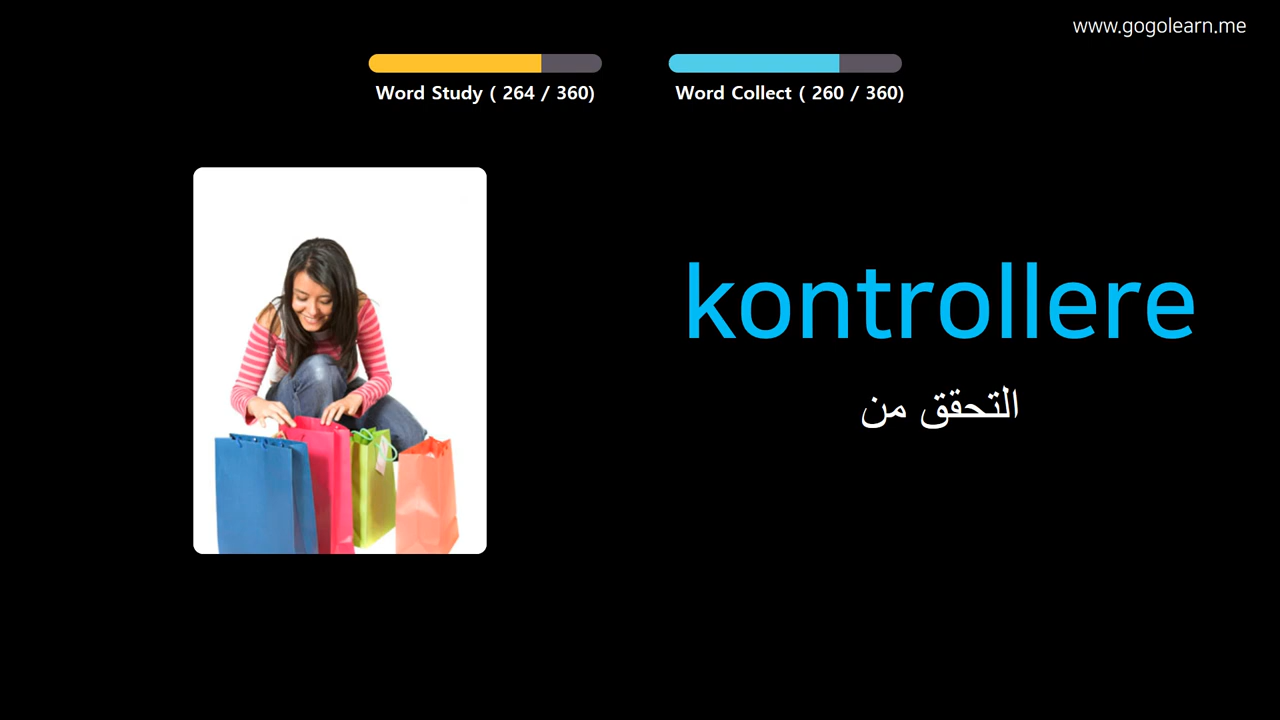 www.gogolearn.me
Word Study ( 264 / 360)
Word Collect ( 260 / 360)
kontrollere
التحقق من